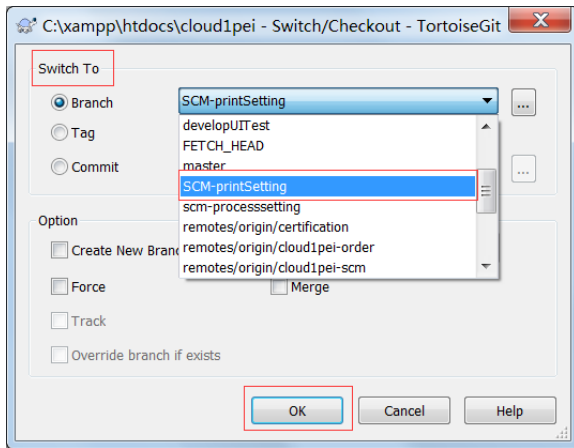 C:\xampp\htdocs\cloud1pei - Switch/Checkout - TortoiseGit
Switch To
Branch
SCM-printSetting
...
Tag
Commit
...
developUITest
FETCH_HEAD
master
SCM-printSetting
scm-processsetting
remotes/origin/certification
remotes/origin/cloud1pei-order
remotes/origin/cloud1pei-scm
Option
Create New Branc
Force
Merge
Track
Override branch if exists
OK
Cancel
Help